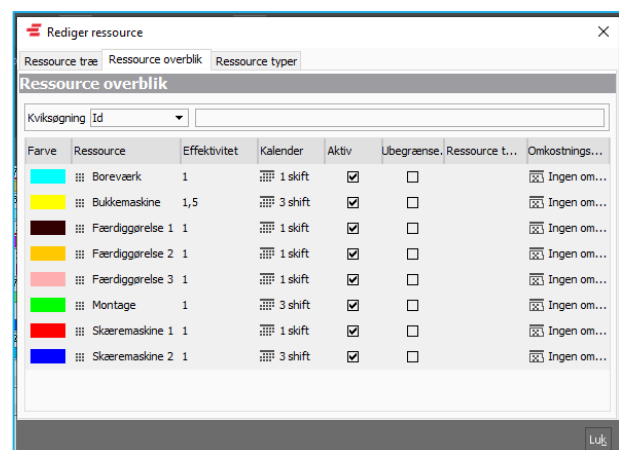 Rediger ressource
Ressource træ Ressource overblik Ressource typer
Ressource overblik
Kviksøgning Id
Farve Ressource Effektivitet Kalender Aktiv Ubegrænse. Ressource t... Omkostnings...
Boreværk 1 1 skift Ingen om...
Bukkemaskine 1,5 3 shift Ingen om...
Færdiggørelse 1 1 1 skift Ingen om...
Færdiggørelse 2 1 1 skift Ingen om...
Færdiggørelse 3 1 1 skift Ingen om...
Montage 1 3 shift Ingen om...
Skæremaskine 1 1 1 skift Ingen om...
Skæremaskine 2 1 3 shift Ingen om...
Luk